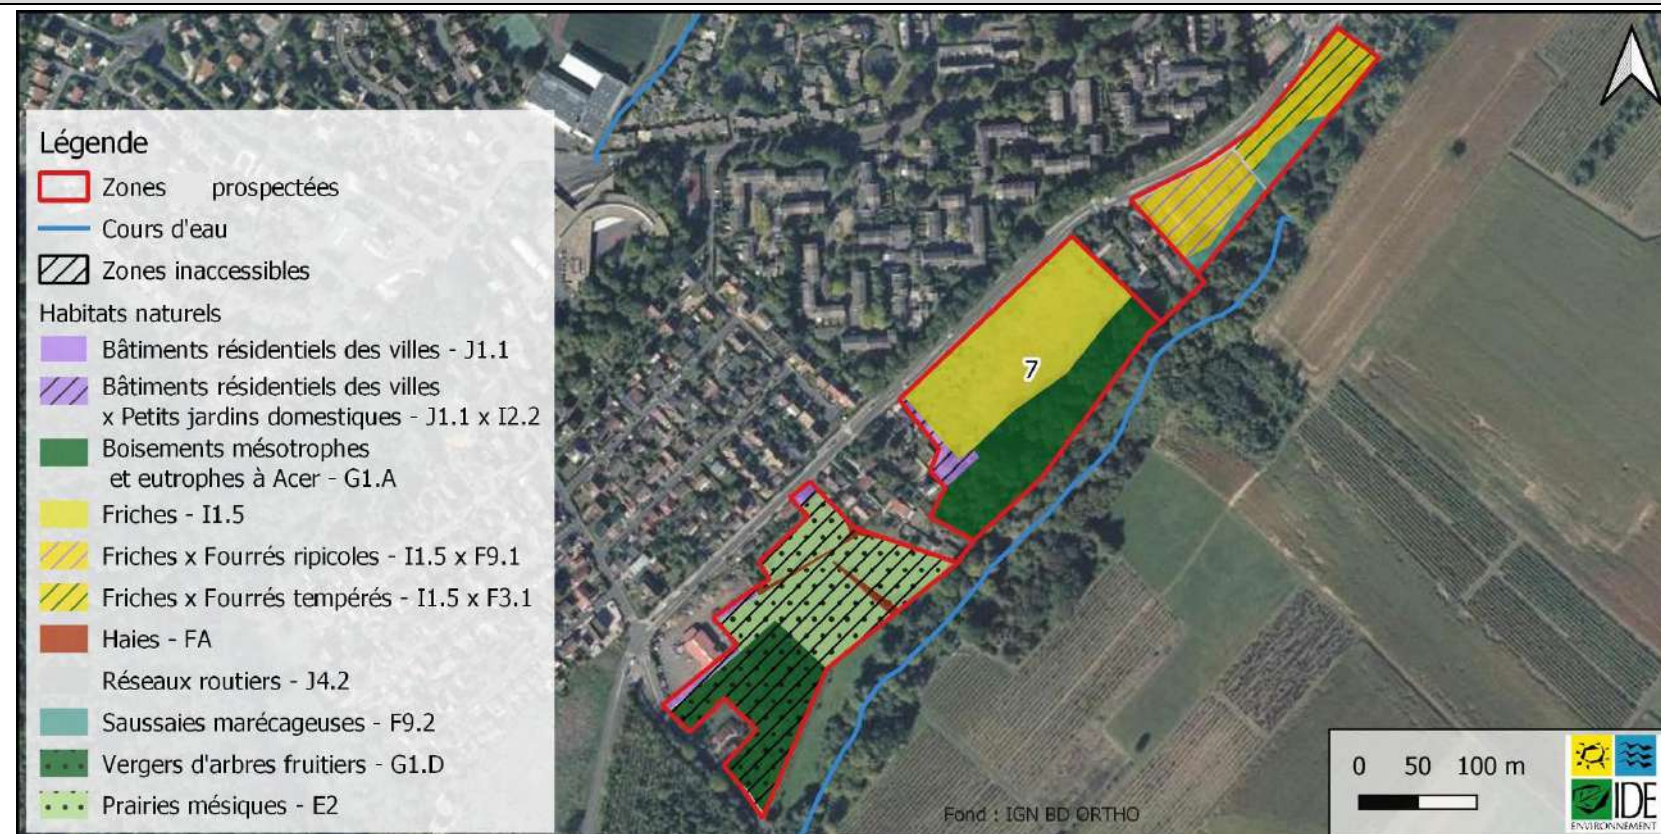 Légende
Zones prospectées
Cours d'eau
Zones inaccessibles
Habitats naturels
Bâtiments résidentiels des villes - J1.1
Bâtiments résidentiels des villes
x Petits jardins domestiques - J1.1 x I2.2
Boisements mésotrophes
et eutrophes à Acer - G1.A
Friches - I1.5
Friches x Fourrés ripicoles - I1.5 x F9.1
Friches x Fourrés tempérés - I1.5 x F3.1
Haies - FA
Réseaux routiers - J4.2
Saussaies marécageuses - F9.2
Vergers d'arbres fruitiers - G1.D
Prairies mésiques - E2
7
0 50 100 m
Fond : IGN BD ORTHO
IDE
ENVIRONNEMENT